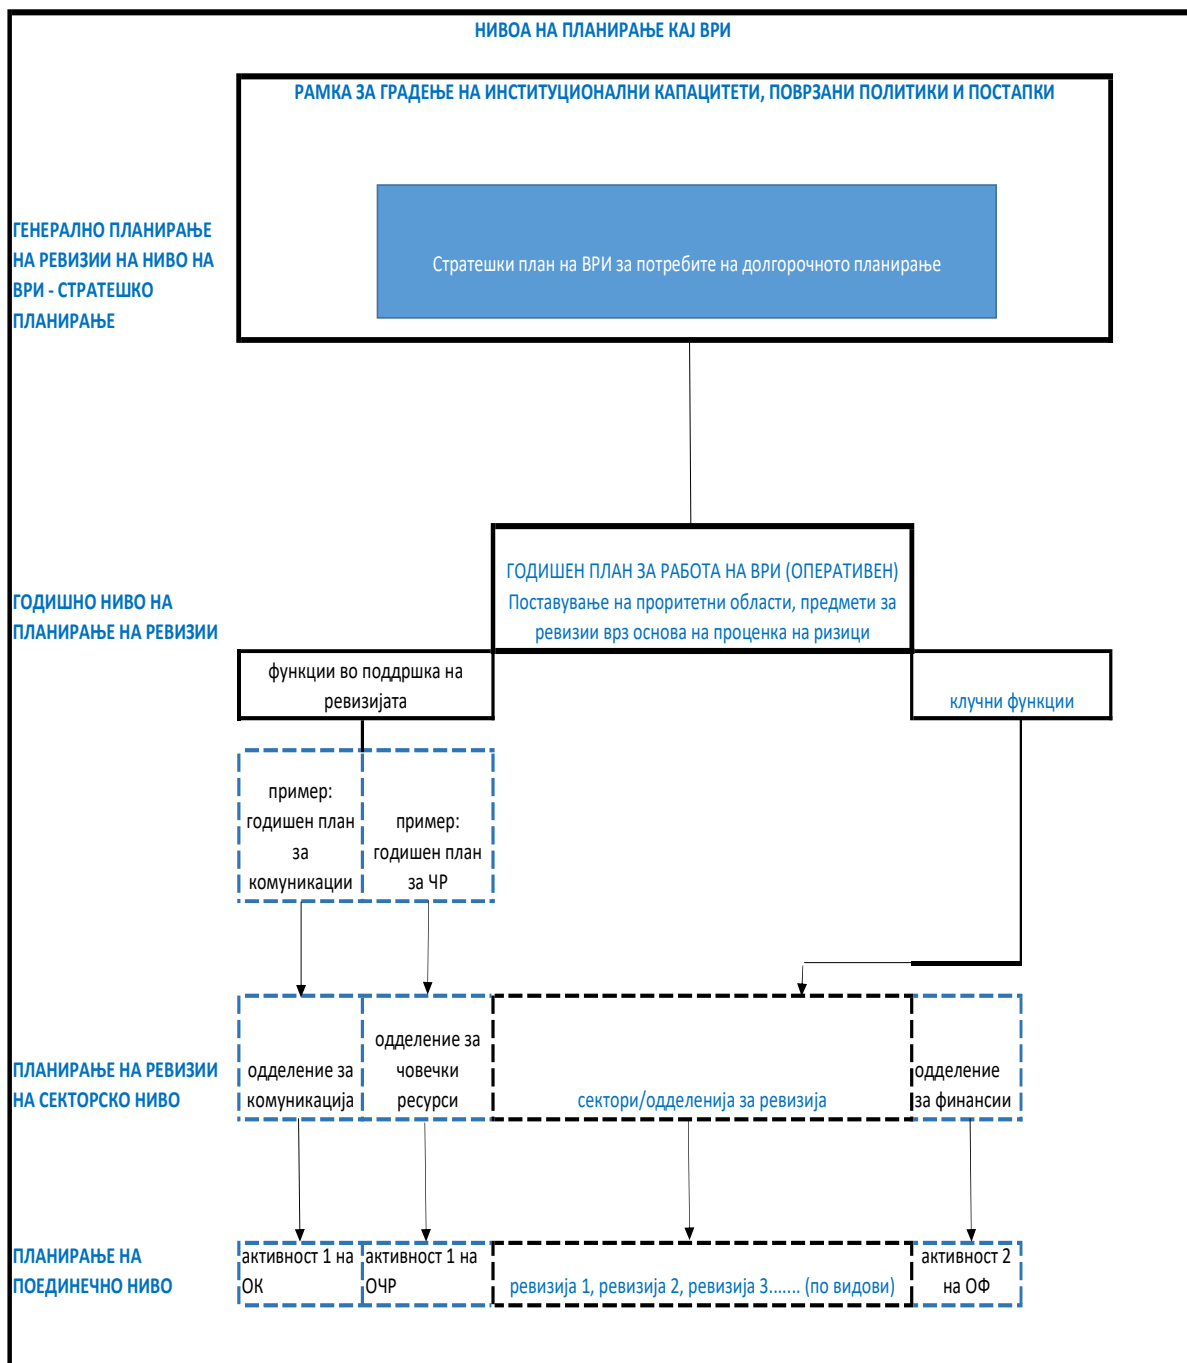 НИВОА НА ПЛАНИРАЊЕ КАЈ ВРИ
РАМКА ЗА ГРАДЕЊЕ НА ИНСТИТУЦИОНАЛНИ КАПАЦИТЕТИ, ПОВРЗАНИ ПОЛИТИКИ И ПОСТАПКИ
ГЕНЕРАЛНО ПЛАНИРАЊЕ
НА РЕВИЗИИ НА НИВО НА
ВРИ - СТРАТЕШКО
ПЛАНИРАЊЕ
Стратешки план на ВРИ за потребите на долгорочното планирање
ГОДИШНО НИВО НА
ПЛАНИРАЊЕ НА РЕВИЗИИ
ГОДИШЕН ПЛАН ЗА РАБОТА НА ВРИ (ОПЕРАТИВЕН)
Поставување на проритетни области, предмети за
ревизии врз основа на проценка на ризици
функции во поддршка на
ревизијата
клучни функции
пример:
годишен план
за
комуникации
пример:
годишен план
за ЧР
ПЛАНИРАЊЕ НА РЕВИЗИИ
НА СЕКТОРСКО НИВО
одделение за
комуникација
одделение за
човечки
ресурси
сектори/одделенија за ревизија
одделение
за финансии
ПЛАНИРАЊЕ НА
ПОЕДИНЕЧНО НИВО
активност 1 на
ОК
активност 1 на
ОЧР
ревизија 1, ревизија 2, ревизија 3....... (по видови)
активност 2
на ОФ